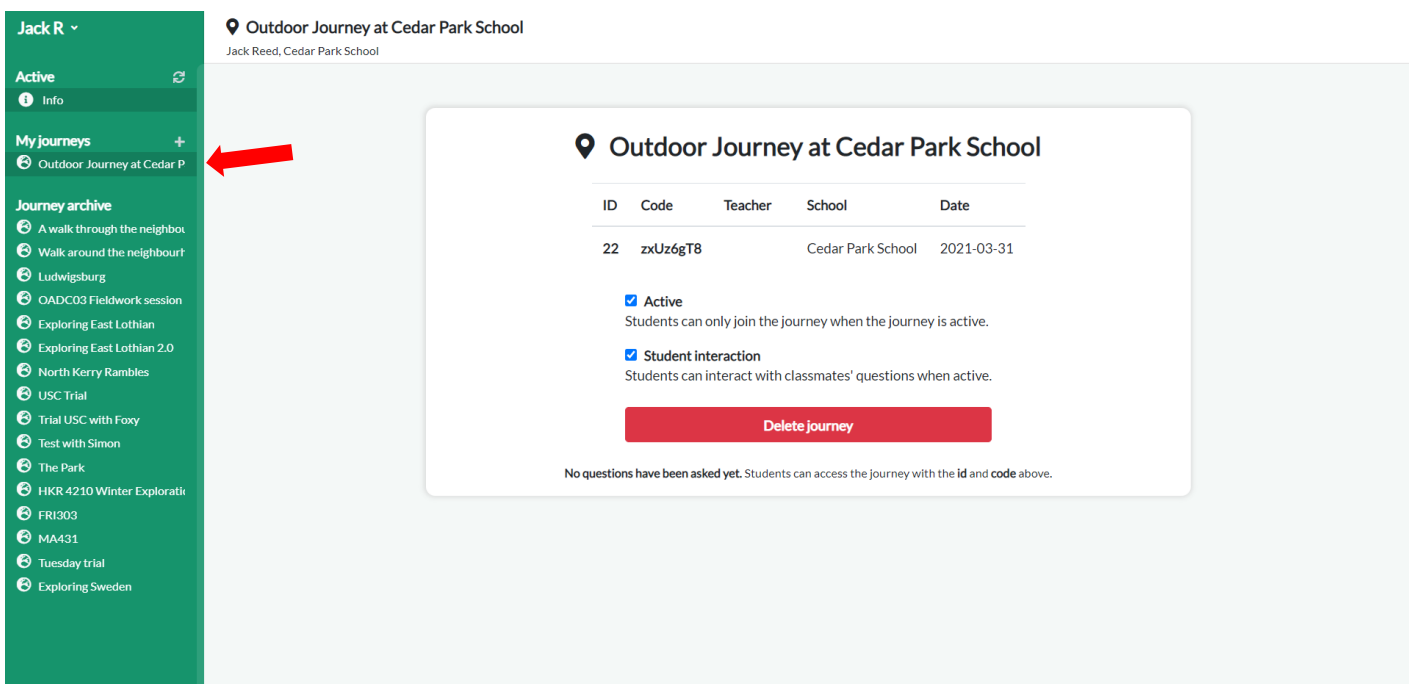 Jack R
Active
Info
My journeys +
Outdoor Journey at Cedar P
Journey archive
A walk through the neighbou
Walk around the neighbourh
Ludwigsburg
OADC03 Fieldwork session
Exploring East Lothian
Exploring East Lothian 2.0
North Kerry Rambles
USC Trial
Trial USC with Foxy
Test with Simon
The Park
HKR 4210 Winter Exploratio
FRI303
MA431
Tuesday trial
Exploring Sweden
Outdoor Journey at Cedar Park School
Jack Reed, Cedar Park School
Outdoor Journey at Cedar Park School
ID Code Teacher School Date
22 zxUz6gT8 Cedar Park School 2021-03-31
Active
Students can only join the journey when the journey is active.
Student interaction
Students can interact with classmates' questions when active.
Delete journey
No questions have been asked yet. Students can access the journey with the id and code above.